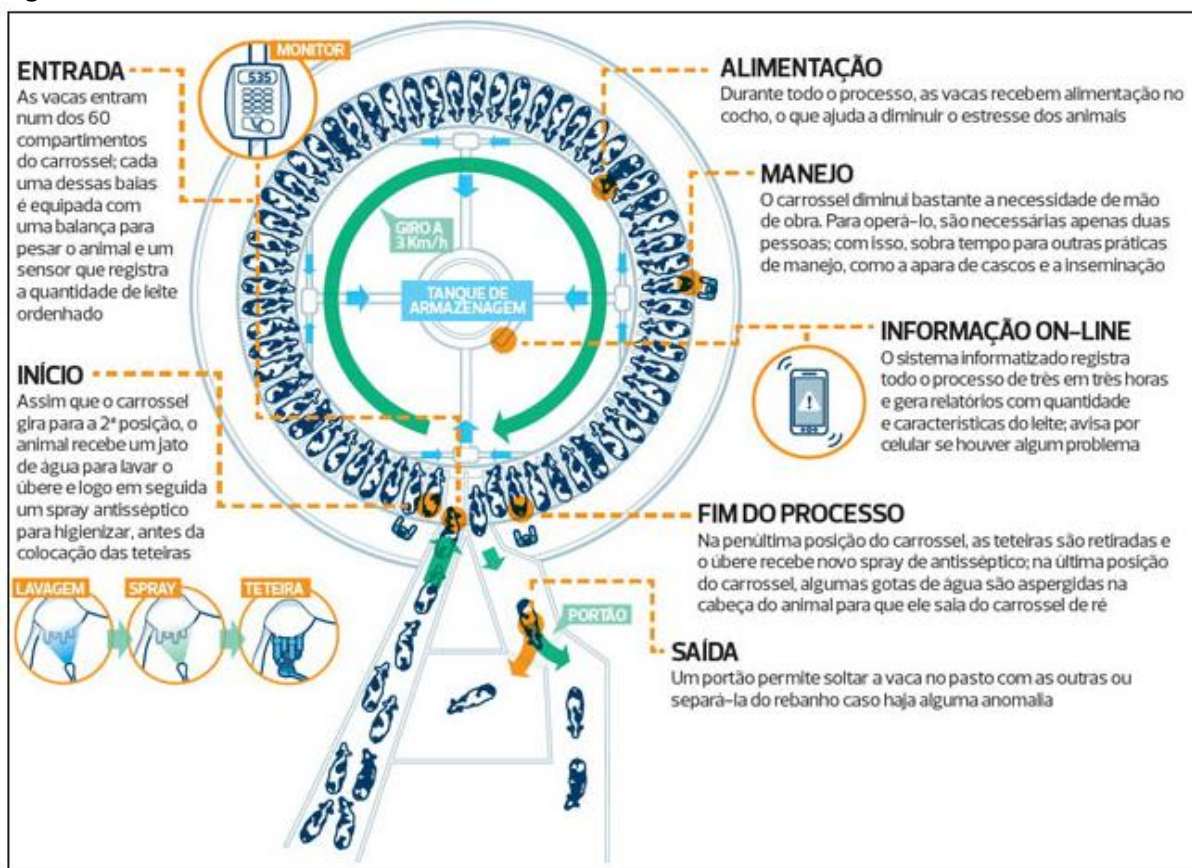 MONITOR
535
ENTRADA
As vacas entram
num dos 60
compartimentos
do carrossel; cada
uma dessas baias
é equipada com
uma balança para
pesar o animal e um
sensor que registra
a quantidade de leite
ordenhado
INÍCIO
Assim que o carrossel
gira para a 2ª posição, o
animal recebe um jato
de água para lavar o
úbere e logo em seguida
um spray antisséptico
para higienizar, antes da
colocação das teteiras
LAVAGEM
SPRAY
TETEIRA
GIRO A
3 Km/h
TANQUE DE
ARMAZENAGEM
ALIMENTAÇÃO
Durante todo o processo, as vacas recebem alimentação no
cocho, o que ajuda a diminuir o estresse dos animais
MANEJO
O carrossel diminui bastante a necessidade de mão
de obra. Para operá-lo, são necessárias apenas duas
pessoas; com isso, sobra tempo para outras práticas
de manejo, como a apara de cascos e a inseminação
INFORMAÇÃO ON-LINE
O sistema informatizado registra
todo o processo de três em três horas
e gera relatórios com quantidade
e características do leite; avisa por
celular se houver algum problema
FIM DO PROCESSO
Na penúltima posição do carrossel, as teteiras são retiradas e
o úbere recebe novo spray de antisséptico; na última posição
do carrossel, algumas gotas de água são aspergidas na
cabeça do animal para que ele saia do carrossel de ré
PORTÃO
SAÍDA
Um portão permite soltar a vaca no pasto com as outras ou
separá-la do rebanho caso haja alguma anomalia